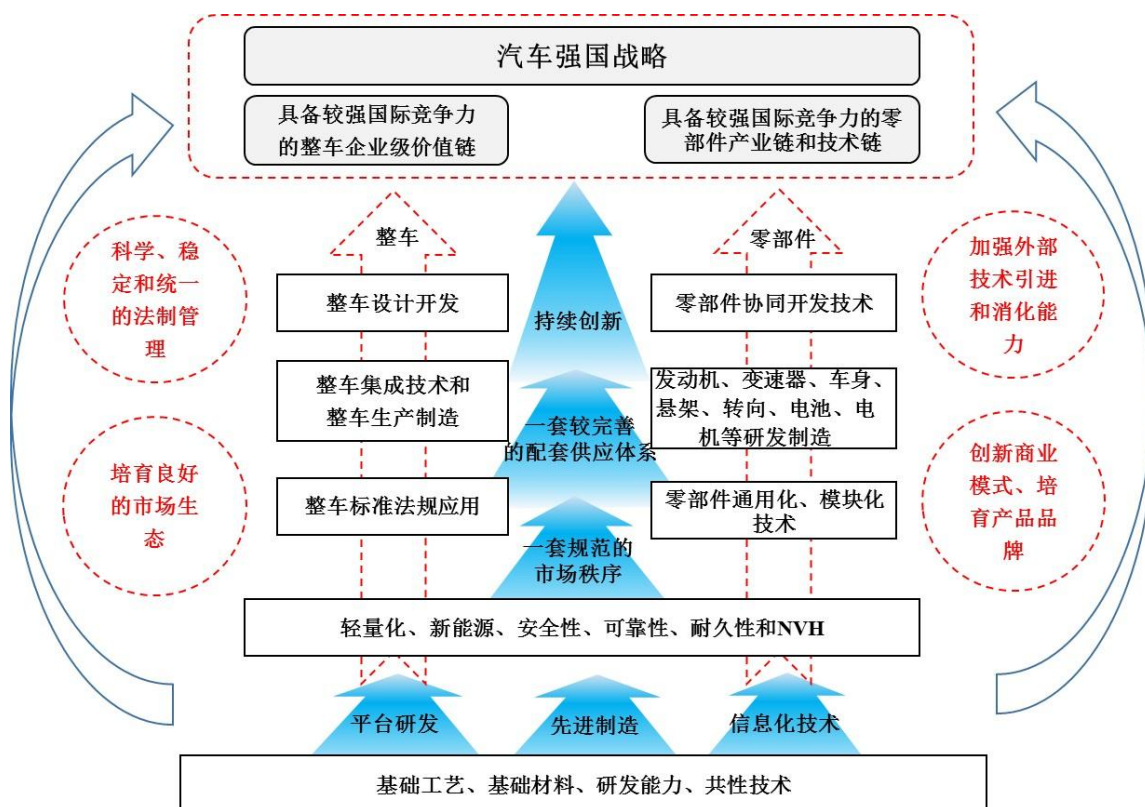 汽车强国战略
具备较强国际竞争力
的整车企业级价值链
具备较强国际竞争力的零
部件产业链和技术链
科学、稳
定和统一
的法制管
理
培育良好
的市场生
态
整车
整车设计开发
整车集成技术和
整车生产制造
整车标准法规应用
持续创新
一套较完善
的配套供应体系
一套规范的
市场秩序
零部件
零部件协同开发技术
发动机、变速器、车身、
悬架、转向、电池、电
机等研发制造
零部件通用化、模块化
技术
加强外部
技术引进
和消化能
力
创新商业
模式、培
育产品品
牌
轻量化、新能源、安全性、可靠性、耐久性和NVH
平台研发
先进制造
信息化技术
基础工艺、基础材料、研发能力、共性技术